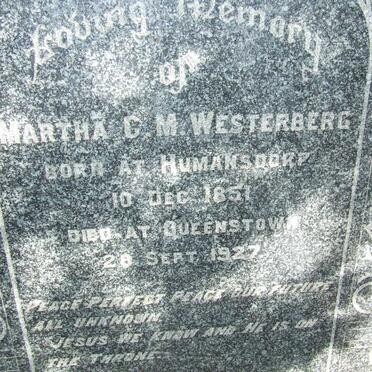 Loving Memory
of
MARTHA C. M. WESTERBERG
BORN AT HUMANSDORP
10 DEC 1851
DIED AT QUEENSTOWN
28 SEPT 1927
PEACE PERFECT PEACE OUR FUTURE
ALL UNKNOWN
JESUS WE KNOW AND HE IS ON
THE THRONE